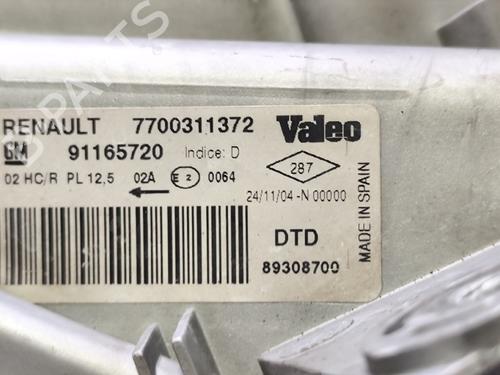 RENAULT 7700311372 Valeo
GM 91165720 Indice: D 287
02 HC/R PL 12,5 02A E2 0064 24/11/04 -N 00000
DTD
89308700
MADE IN SPAIN
B-PARTS